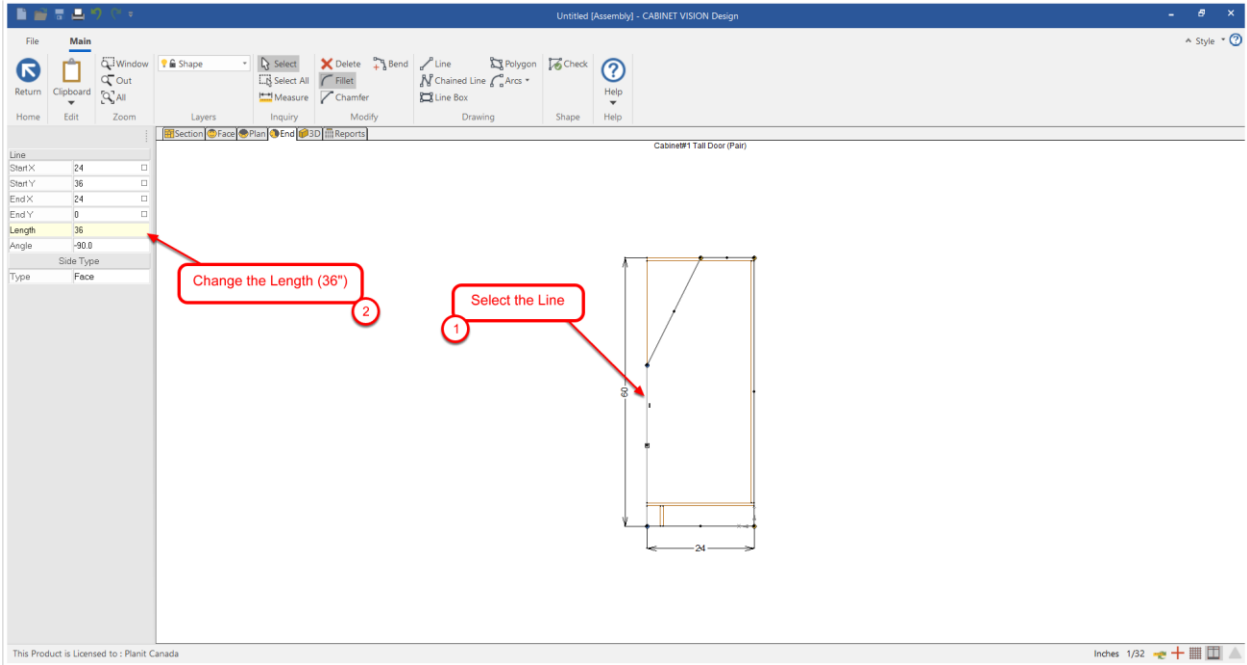 Untitled [Assembly] - CABINET VISION Design
File Main
Style
Return
Clipboard
Window
Out
All
Shape
Select
Select All
Measure
Delete
Bend
Fillet
Chamfer
Line
Polygon
Chained Line
Arcs
Line Box
Check
Help
Home Edit Zoom Layers Inquiry Modify Drawing Shape Help
Section Face Plan End 3D Reports
Cabinet#1 Tall Door (Pair)
Line
Start X 24
Start Y 36
End X 24
End Y 0
Length 36
Angle -90.0
Side Type
Type Face
Change the Length (36")
2
Select the Line
1
60
24
This Product is Licensed to : Planit Canada
Inches 1/32